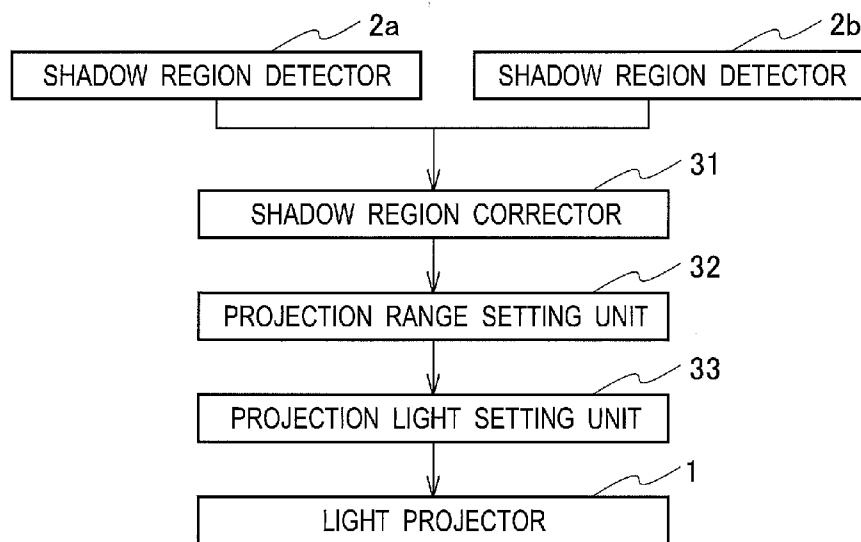 2a
2b
SHADOW REGION DETECTOR
SHADOW REGION DETECTOR
31
SHADOW REGION CORRECTOR
32
PROJECTION RANGE SETTING UNIT
33
PROJECTION LIGHT SETTING UNIT
1
LIGHT PROJECTOR